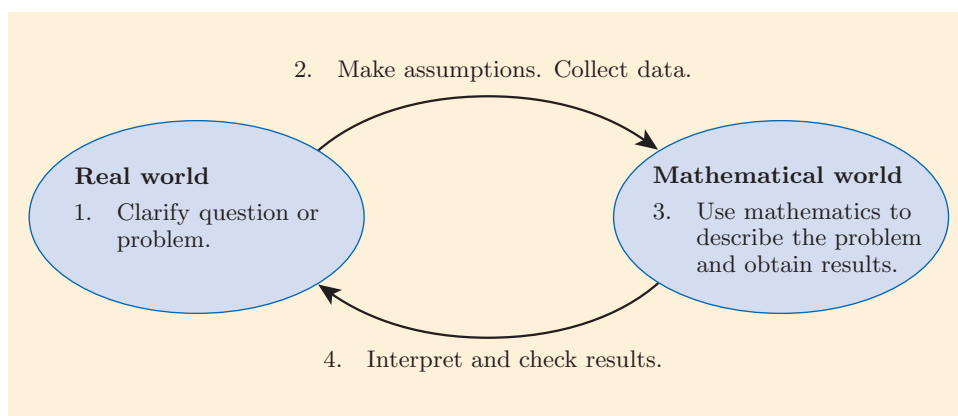 2. Make assumptions. Collect data.
Real world
1. Clarify question or
problem.
Mathematical world
3. Use mathematics to
describe the problem
and obtain results.
4. Interpret and check results.